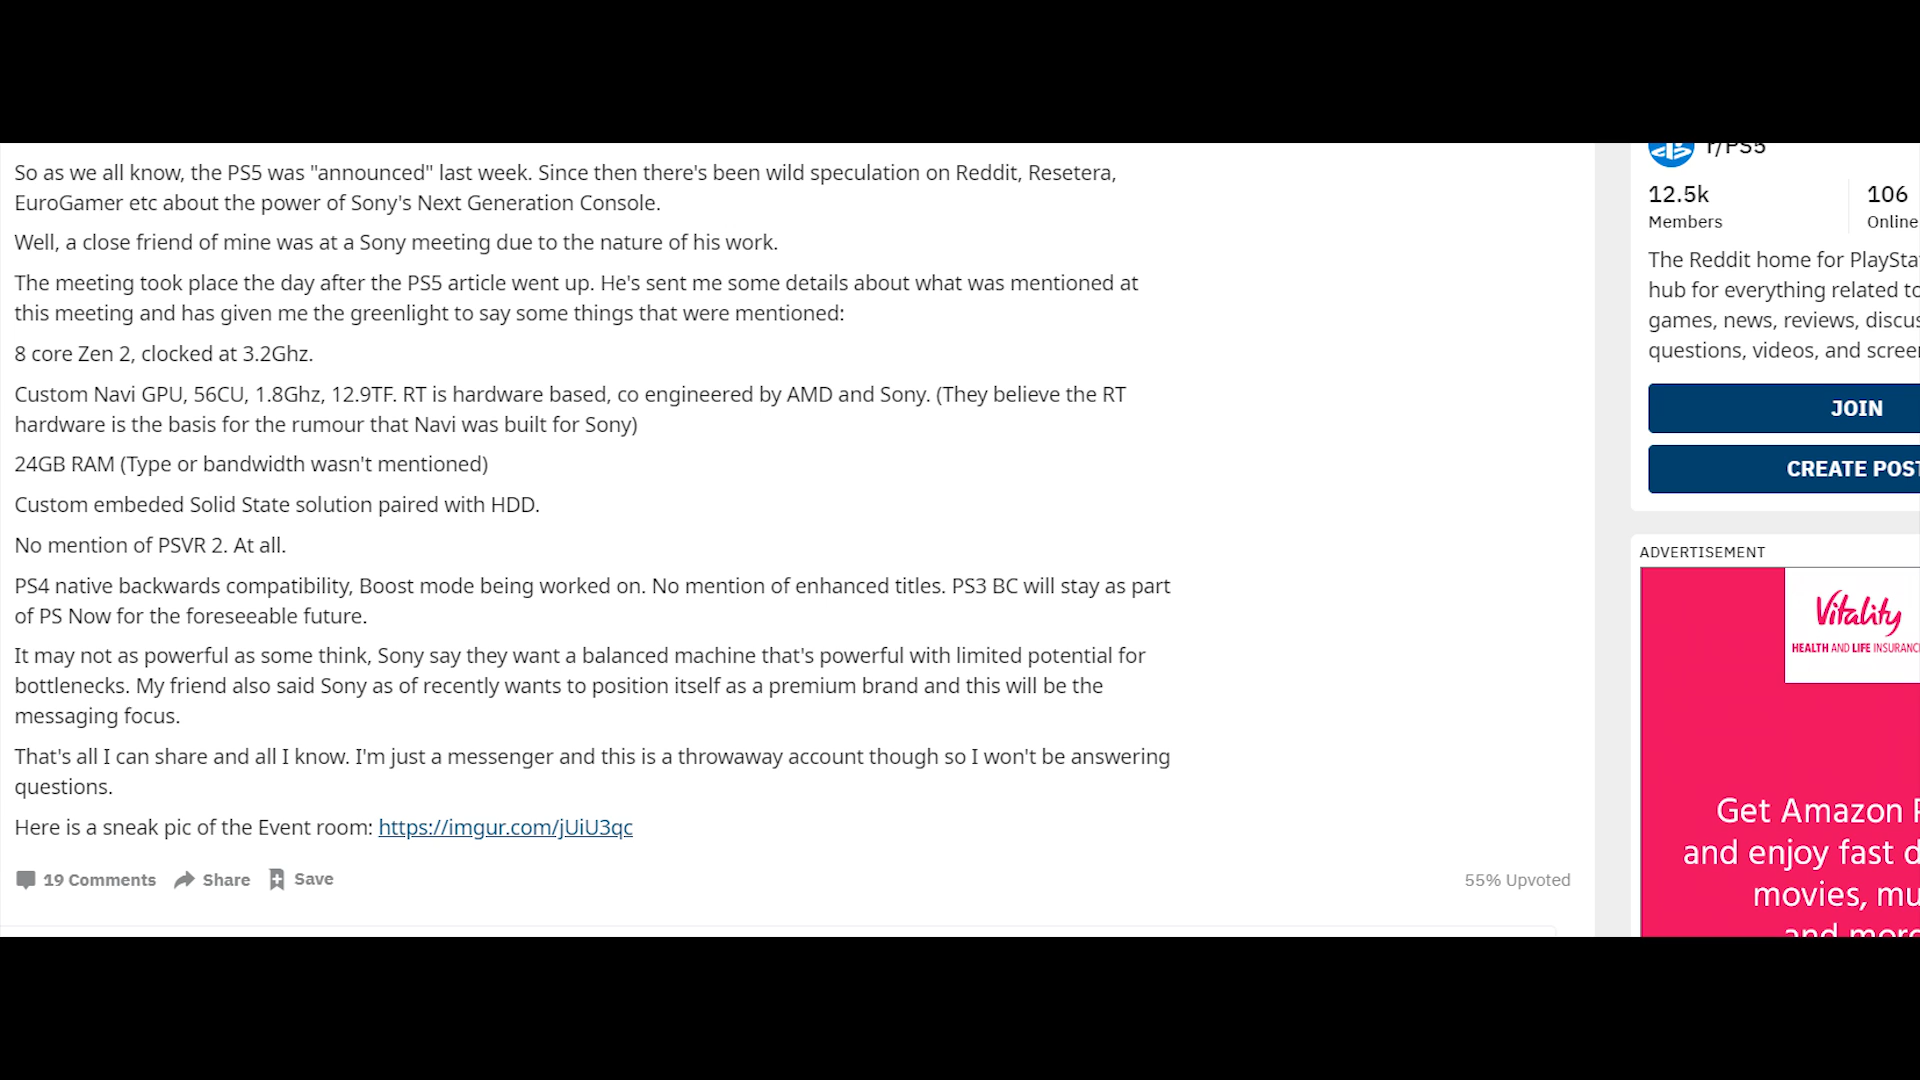 So as we all know, the PS5 was "announced" last week. Since then there's been wild speculation on Reddit, Resetera,
EuroGamer etc about the power of Sony's Next Generation Console.
Well, a close friend of mine was at a Sony meeting due to the nature of his work.
The meeting took place the day after the PS5 article went up. He's sent me some details about what was mentioned at
this meeting and has given me the greenlight to say some things that were mentioned:
8 core Zen 2, clocked at 3.2Ghz.
Custom Navi GPU, 56CU, 1.8Ghz, 12.9TF. RT is hardware based, co engineered by AMD and Sony. (They believe the RT
hardware is the basis for the rumour that Navi was built for Sony)
24GB RAM (Type or bandwidth wasn't mentioned)
Custom embeded Solid State solution paired with HDD.
No mention of PSVR 2. At all.
PS4 native backwards compatibility, Boost mode being worked on. No mention of enhanced titles. PS3 BC will stay as part
of PS Now for the foreseeable future.
It may not as powerful as some think, Sony say they want a balanced machine that's powerful with limited potential for
bottlenecks. My friend also said Sony as of recently wants to position itself as a premium brand and this will be the
messaging focus.
That's all I can share and all I know. I'm just a messenger and this is a throwaway account though so I won't be answering
questions.
Here is a sneak pic of the Event room: https://imgur.com/jUiU3qc
19 Comments Share Save 55% Upvoted
r/PS5
12.5k 106
Members Online
The Reddit home for PlaySta
hub for everything related to
games, news, reviews, discus
questions, videos, and screen
JOIN
CREATE POST
ADVERTISEMENT
Vitality
HEALTH AND LIFE INSURANC
Get Amazon P
and enjoy fast d
movies, mu
and more